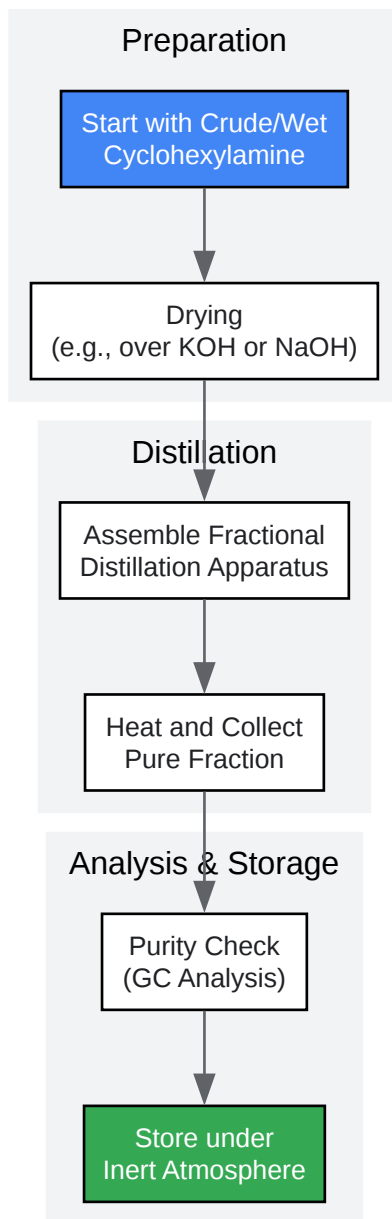 Preparation
Start with Crude/Wet
Cyclohexylamine
Drying
(e.g., over KOH or NaOH)
Distillation
Assemble Fractional
Distillation Apparatus
Heat and Collect
Pure Fraction
Analysis & Storage
Purity Check
(GC Analysis)
Store under
Inert Atmosphere